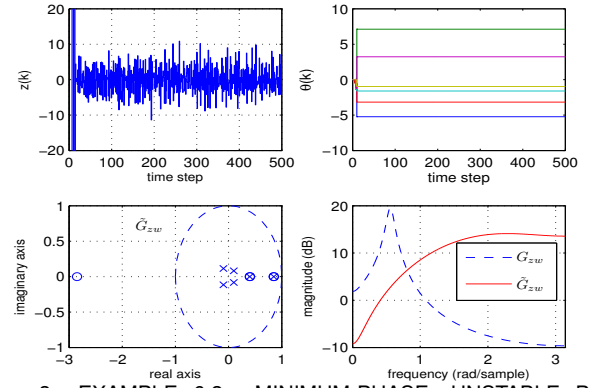 20
10
0
−10
−20
0 100 200 300 400 500
z(k)
time step
10
5
0
−5
−10
0 100 200 300 400 500
θ(k)
time step
1
0.5
0
−0.5
−1
−3 −2 −1 0 1
imaginary axis
real axis
G̃zw
20
10
0
−10
0 1 2 3
magnitude (dB)
frequency (rad/sample)
Gzw
G̃zw